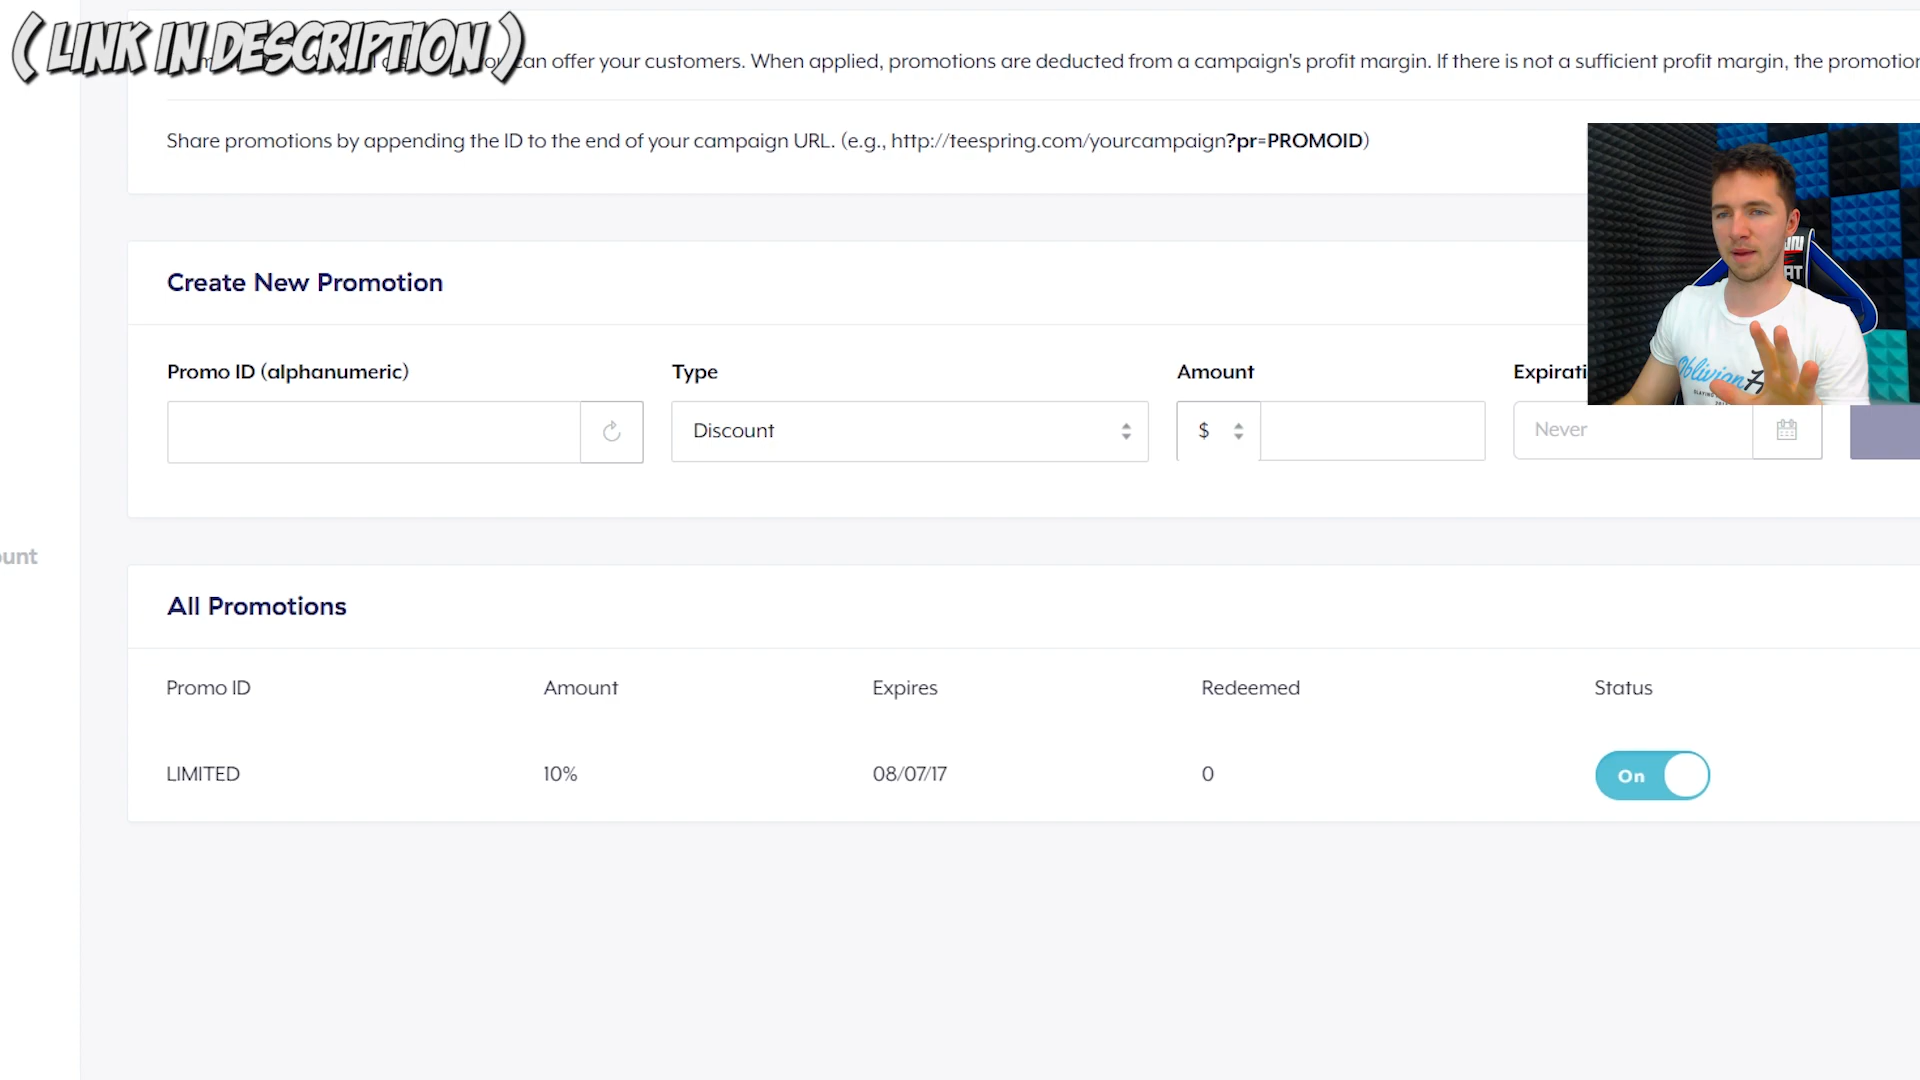 ( LINK IN DESCRIPTION )
can offer your customers. When applied, promotions are deducted from a campaign's profit margin. If there is not a sufficient profit margin, the promotion
Share promotions by appending the ID to the end of your campaign URL. (e.g., http://teespring.com/yourcampaign?pr=PROMOID)
Create New Promotion
Promo ID (alphanumeric) Type Amount Expirati
Discount $ Never
ount
All Promotions
Promo ID Amount Expires Redeemed Status
LIMITED 10% 08/07/17 0 On
Oblivion